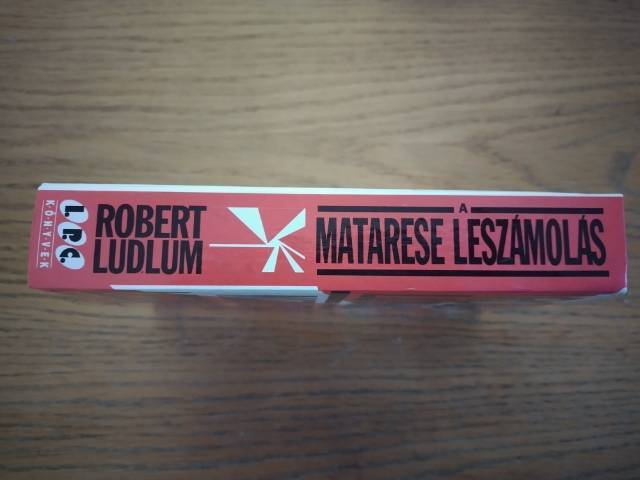 I.P.C.
KÖNYVEK
ROBERT
LUDLUM
A
MATARESE LESZÁMOLÁS